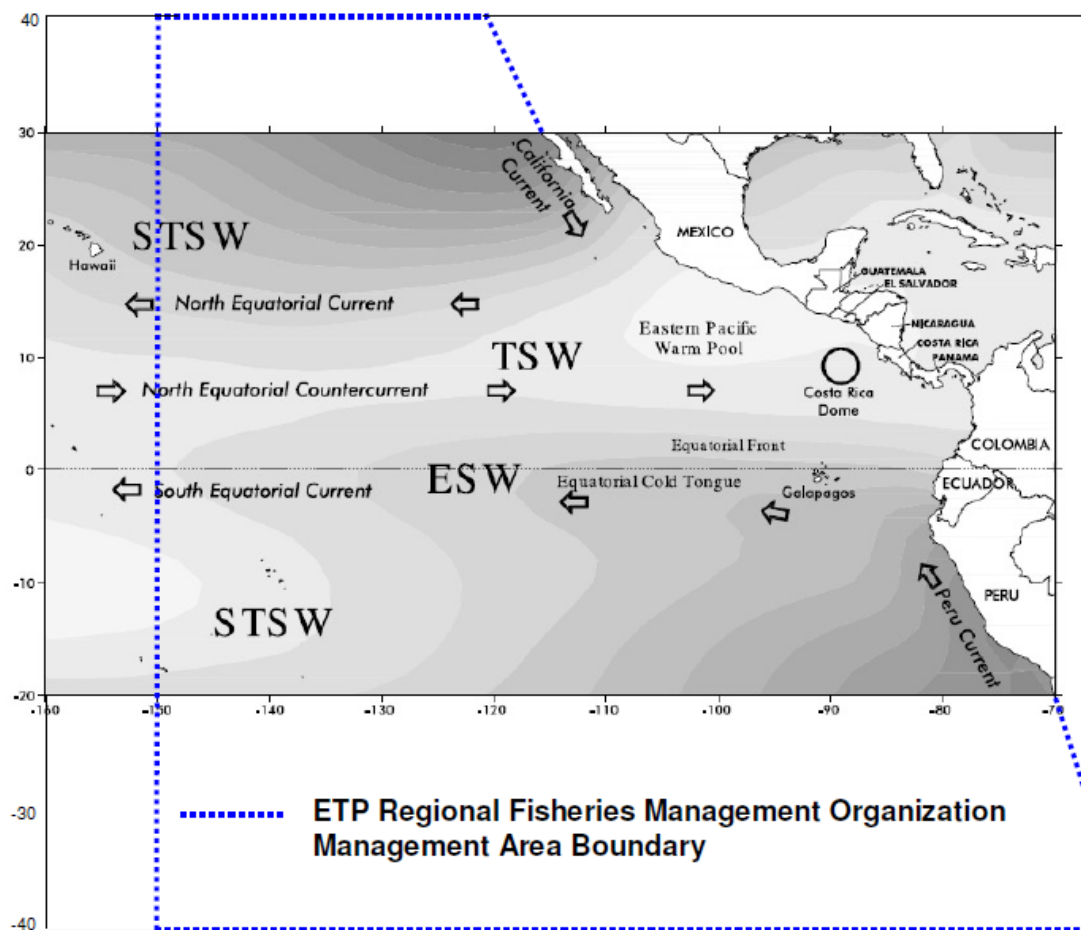 40
30
California
Current
MEXICO
STSW
Hawaii
20
GUATEMALA
EL SALVADOR
North Equatorial Current
NICARAGUA
Eastern Pacific
Warm Pool
COSTA RICA
PANAMA
TSW
10
North Equatorial Countercurrent
Costa Rica
Dome
Equatorial Front
COLOMBIA
0
ESW
Equatorial Cold Tongue
ECUADOR
South Equatorial Current
Galapagos
-10
Peru Current
PERU
STSW
-20
-160 -150 -140 -130 -120 -110 -100 -90 -80 -70
-30
ETP Regional Fisheries Management Organization
Management Area Boundary
-40